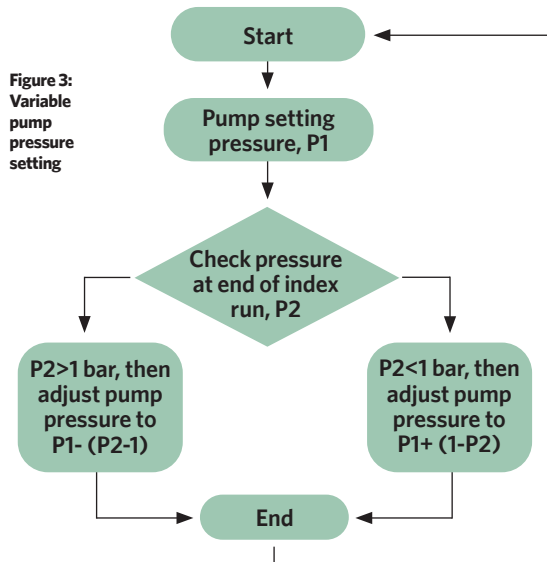 Start
Figure 3:
Variable
pump
pressure
setting
Pump setting
pressure, P1
Check pressure
at end of index
run, P2
P2>1 bar, then
adjust pump
pressure to
P1- (P2-1)
P2<1 bar, then
adjust pump
pressure to
P1+ (1-P2)
End